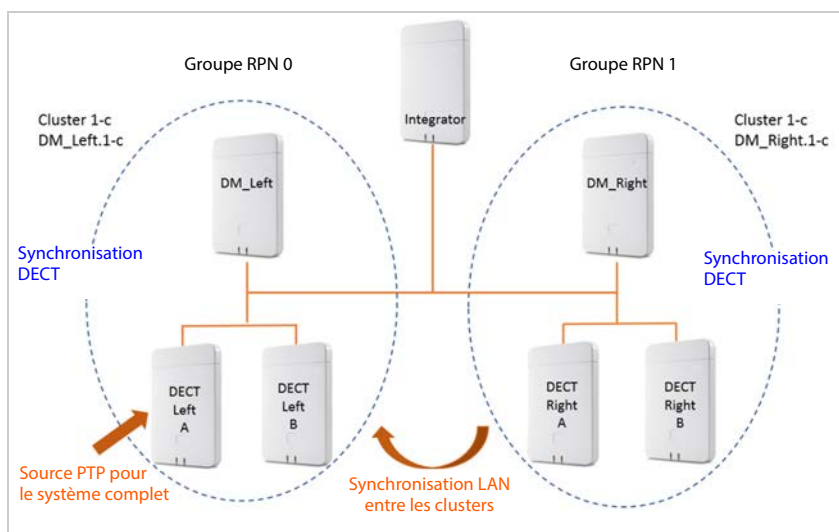 Groupe RPN 0
Groupe RPN 1
Integrator
Cluster 1-c
DM_Left.1-c
Cluster 1-c
DM_Right.1-c
DM_Left
DM_Right
Synchronisation
DECT
Synchronisation
DECT
DECT
Left
A
DECT
Left
B
DECT
Right
A
DECT
Right
B
Source PTP pour
le système complet
Synchronisation LAN
entre les clusters